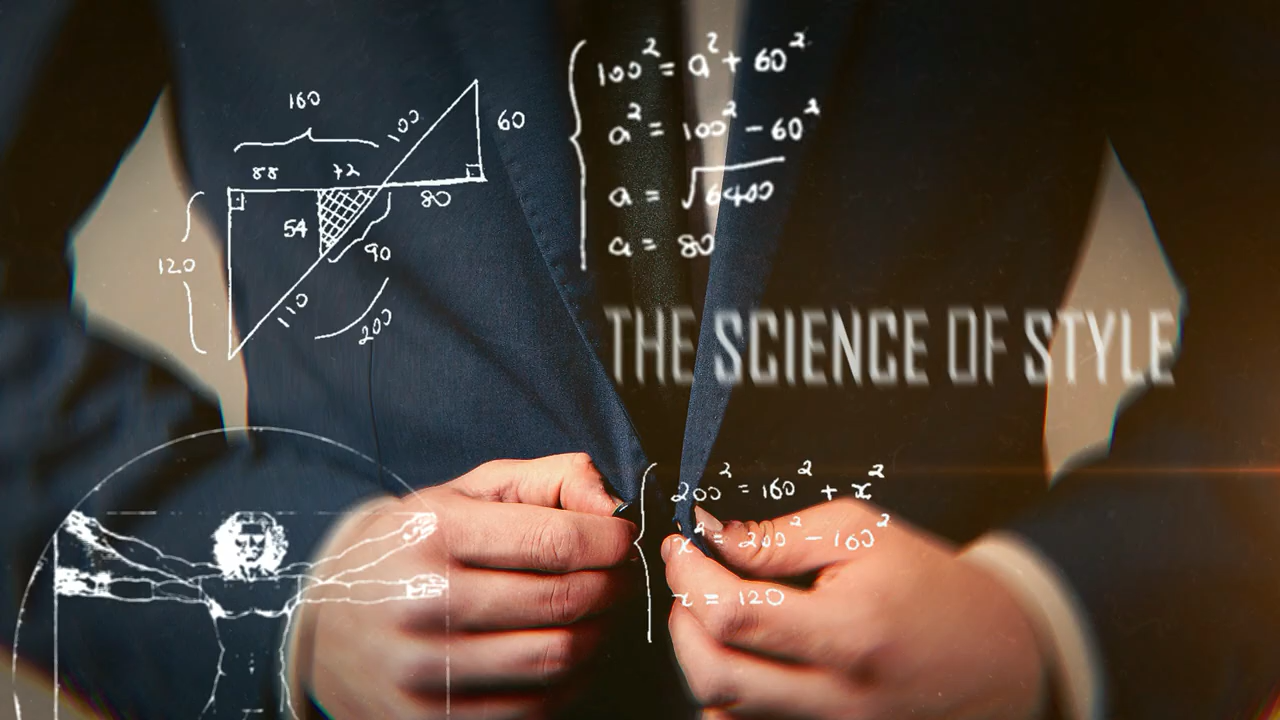 160
100
60
88
72
80
54
90
120
110
200
100² = a² + 60²
a² = 100² − 60²
a = √6400
a = 80
THE SCIENCE OF STYLE
200² = 160² + x²
x² = 200² − 160²
x = 120